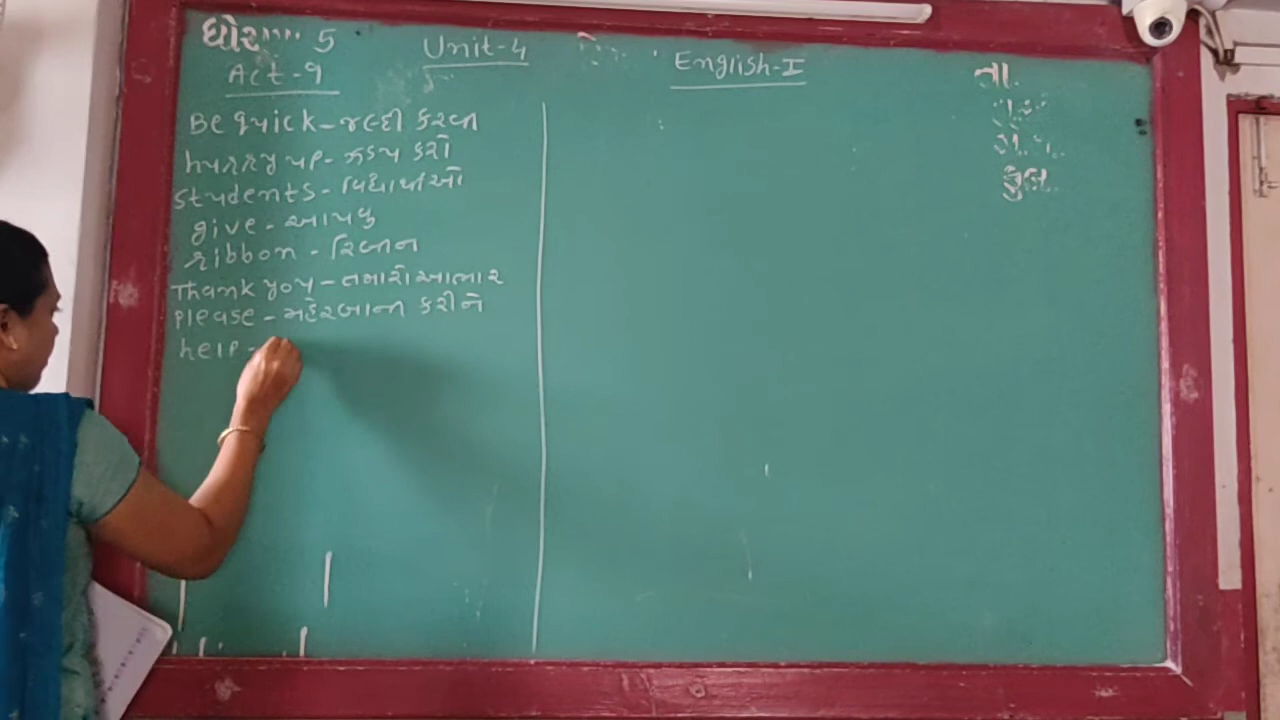 ધોરણ 5
Unit-4
English-I
તા.
Act-9
કુલ
Be quick - જલ્દી કરવા
hurry up - ઝડપ કરો
students - વિદ્યાર્થીઓ
give - આપવુ
ribbon - રિબાન
Thank you - તમારો આભાર
Please - મહેરબાની કરીને
help -